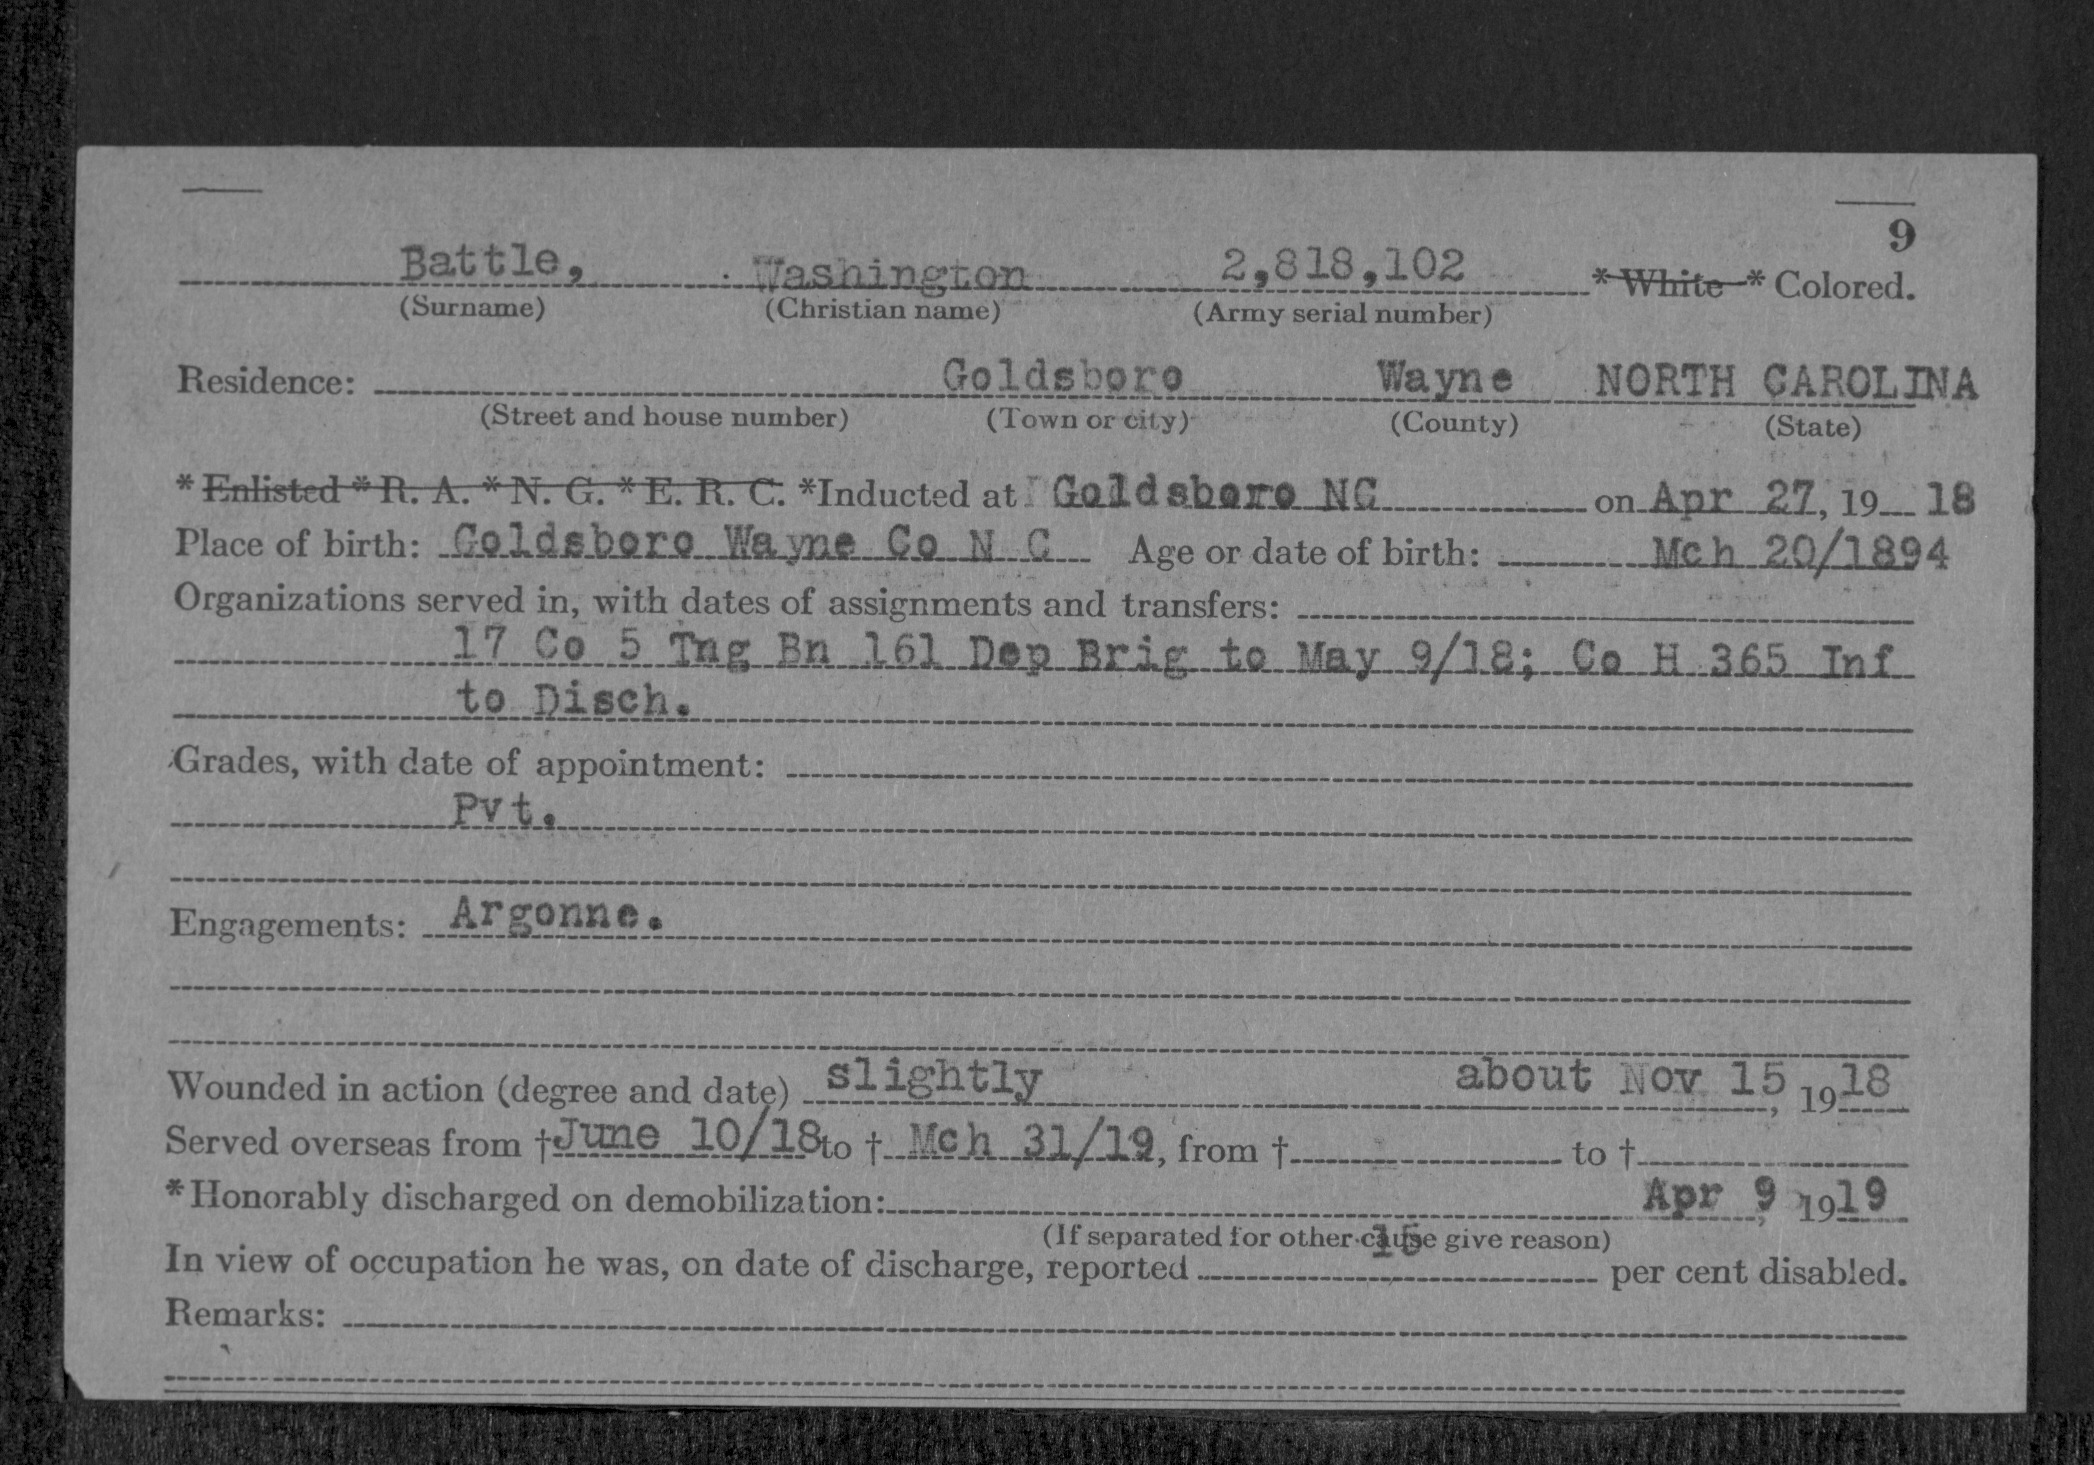 9
Battle, Washington 2,818,102 * White * Colored.
(Surname) (Christian name) (Army serial number)
Residence: Goldsboro Wayne NORTH CAROLINA
(Street and house number) (Town or city) (County) (State)
* Enlisted * R. A. * N. G. * E. R. C. *Inducted at Goldsboro NC on Apr 27, 19 18
Place of birth: Goldsboro Wayne Co N C Age or date of birth: Mch 20/1894
Organizations served in, with dates of assignments and transfers:
17 Co 5 Tng Bn 161 Dep Brig to May 9/18; Co H 365 Inf
to Disch.
Grades, with date of appointment:
Pvt.
Engagements: Argonne.
Wounded in action (degree and date) slightly about Nov 15, 1918
Served overseas from † June 10/18 to † Mch 31/19, from † to †
*Honorably discharged on demobilization: Apr 9, 1919
(If separated for other cause give reason)
In view of occupation he was, on date of discharge, reported 15 per cent disabled.
Remarks: